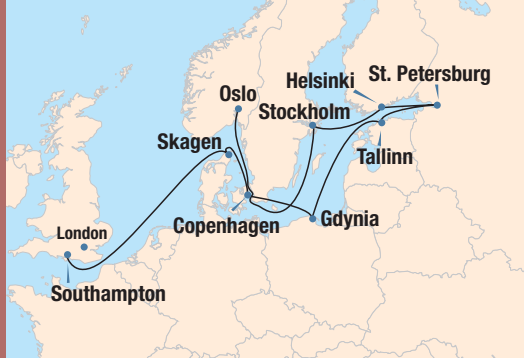 St. Petersburg
Helsinki
Oslo
Stockholm
Skagen
Tallinn
Copenhagen
Gdynia
London
Southampton